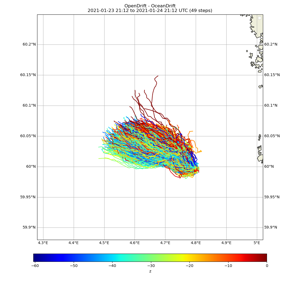 OpenDrift - OceanDrift
2021-01-23 21:12 to 2021-01-24 21:12 UTC (49 steps)
60.2°N 60.2°N
60.15°N 60.15°N
60.1°N 60.1°N
60.05°N 60.05°N
60°N 60°N
59.95°N 59.95°N
59.9°N 59.9°N
4.3°E 4.4°E 4.5°E 4.6°E 4.7°E 4.8°E 4.9°E 5°E
−60 −50 −40 −30 −20 −10 0
z